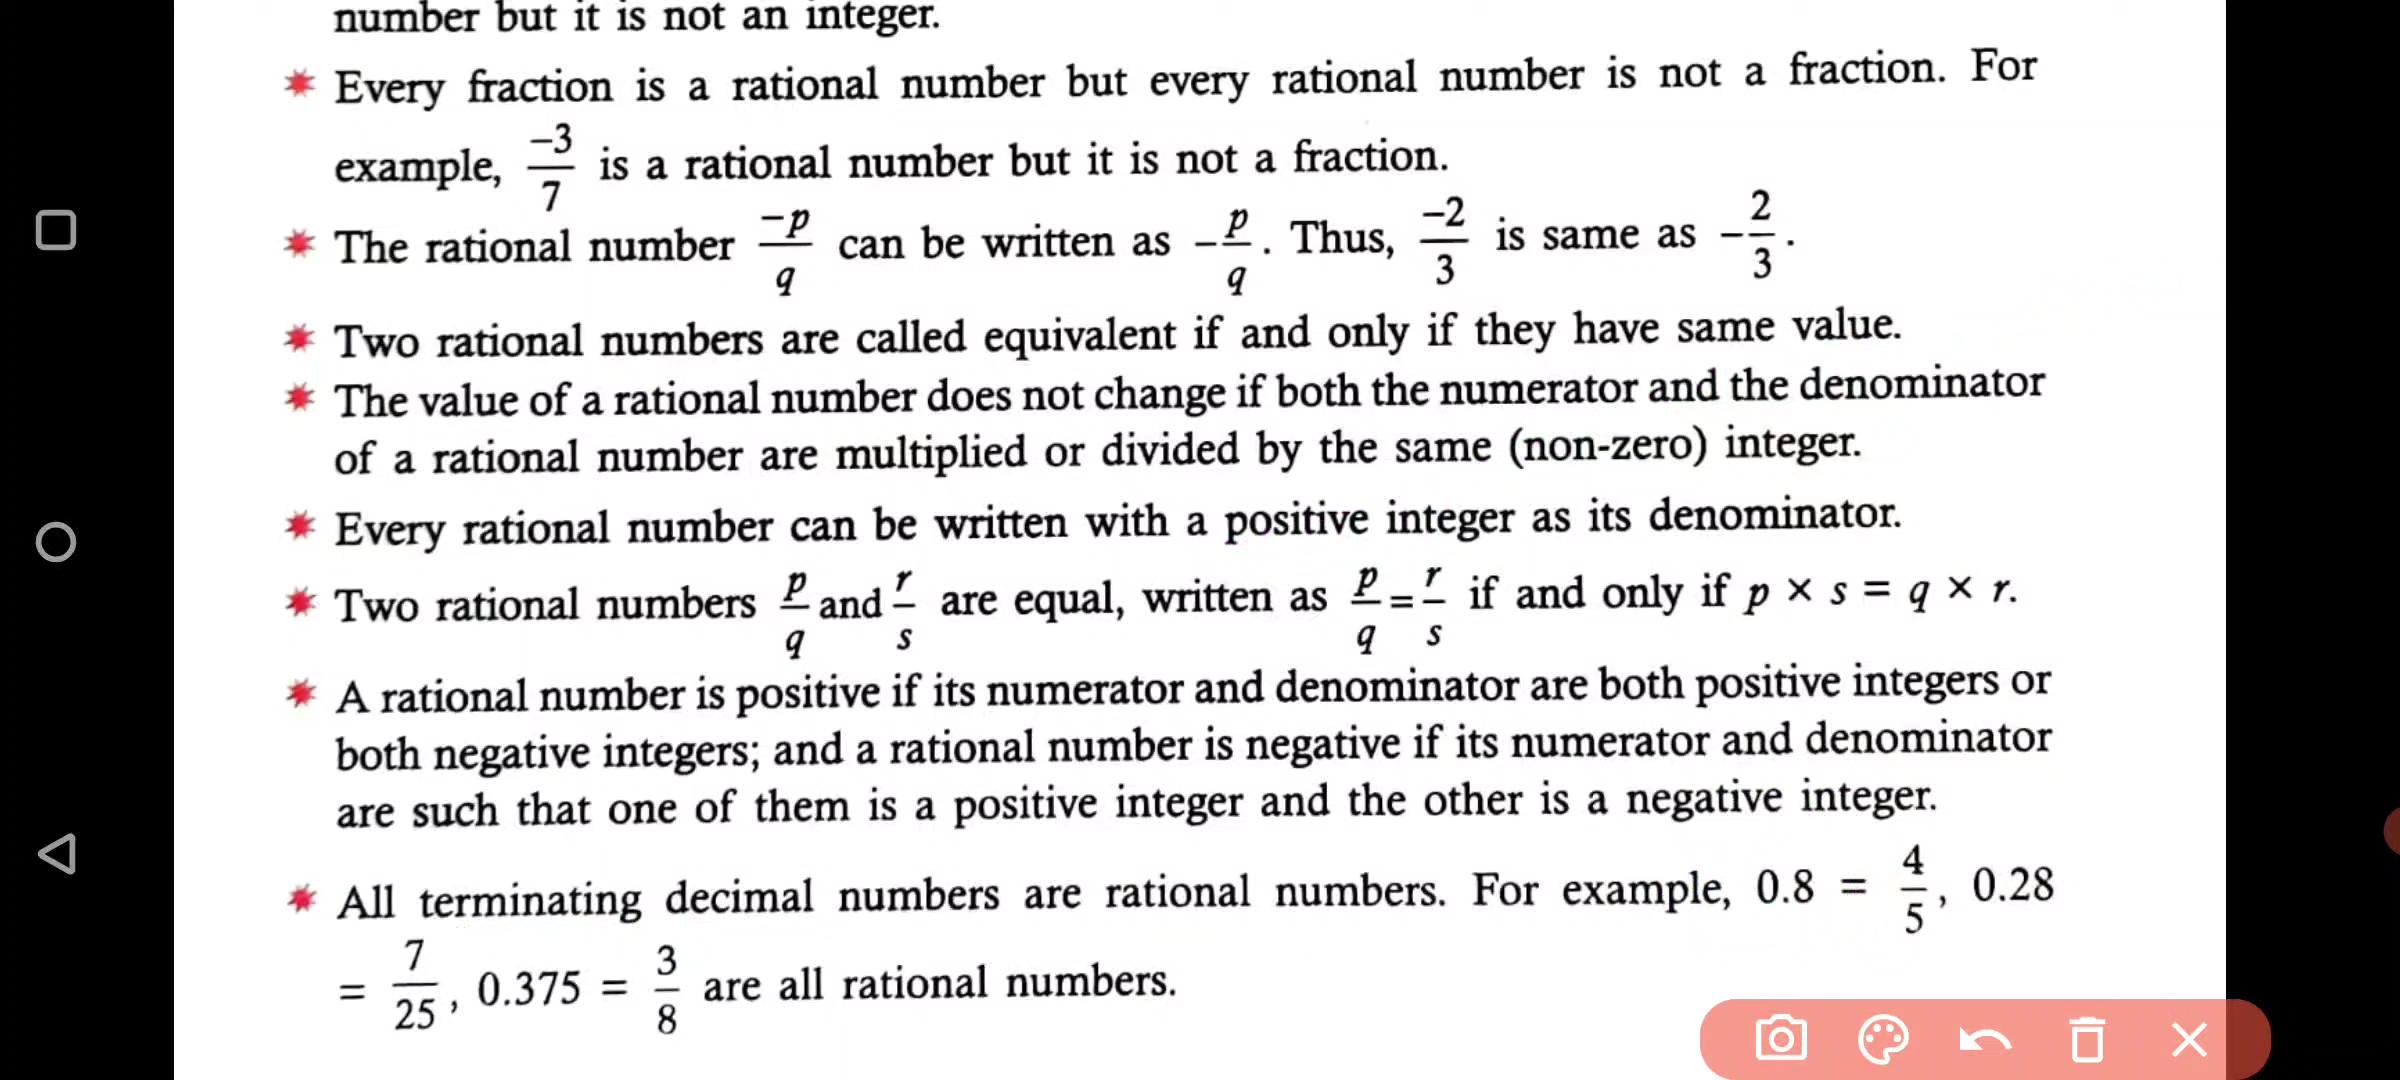 number but it is not an integer.
* Every fraction is a rational number but every rational number is not a fraction. For
example, -3/7 is a rational number but it is not a fraction.
* The rational number -p/q can be written as -p/q. Thus, -2/3 is same as -2/3.
* Two rational numbers are called equivalent if and only if they have same value.
* The value of a rational number does not change if both the numerator and the denominator
of a rational number are multiplied or divided by the same (non-zero) integer.
* Every rational number can be written with a positive integer as its denominator.
* Two rational numbers p/q and r/s are equal, written as p/q = r/s if and only if p × s = q × r.
* A rational number is positive if its numerator and denominator are both positive integers or
both negative integers; and a rational number is negative if its numerator and denominator
are such that one of them is a positive integer and the other is a negative integer.
* All terminating decimal numbers are rational numbers. For example, 0.8 = 4/5, 0.28
= 7/25, 0.375 = 3/8 are all rational numbers.